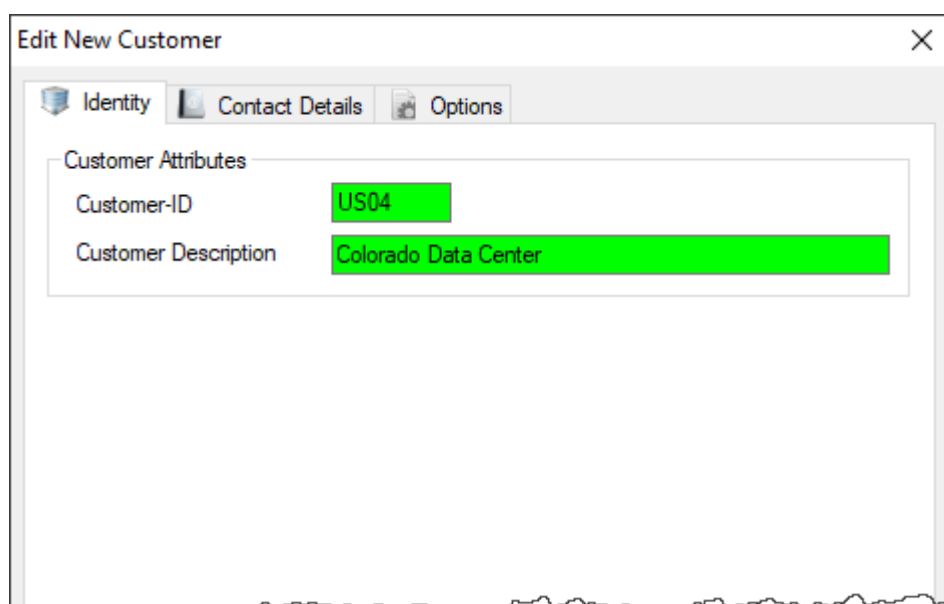 Edit New Customer
Identity Contact Details Options
Customer Attributes
Customer-ID US04
Customer Description Colorado Data Center